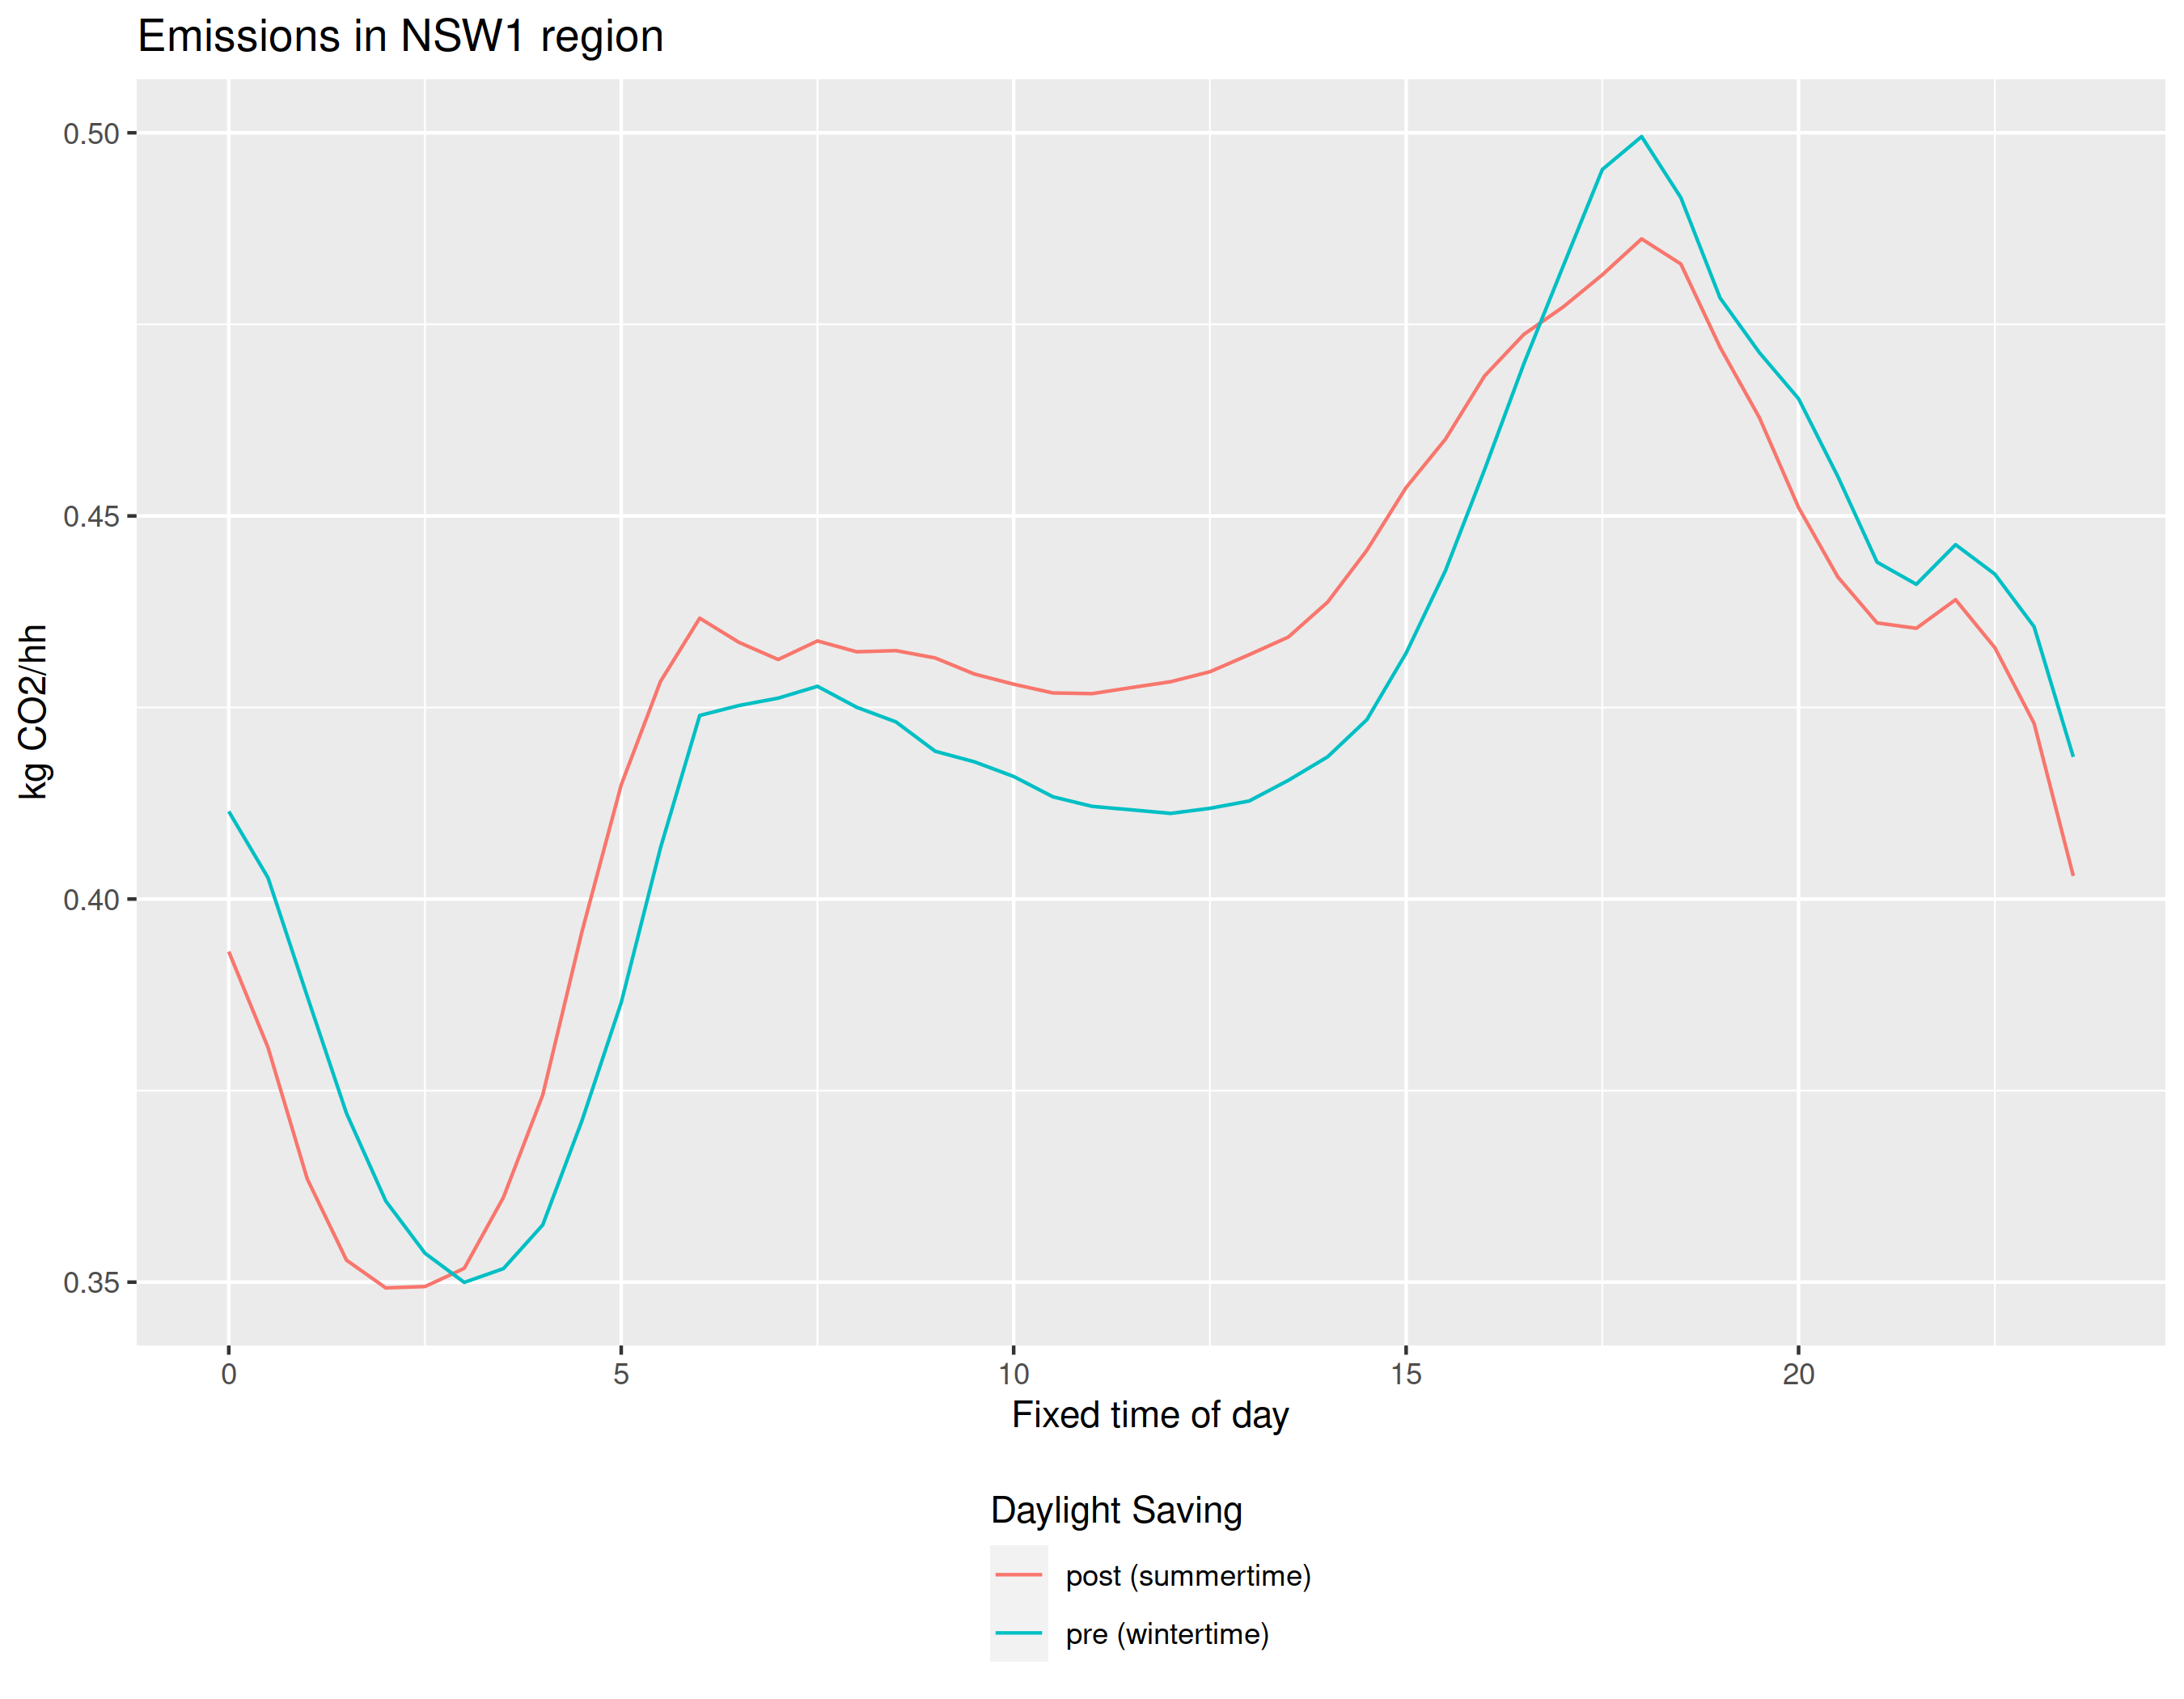 Emissions in NSW1 region
kg CO2/hh
0.50
0.45
0.40
0.35
0 5 10 15 20
Fixed time of day
Daylight Saving
post (summertime)
pre (wintertime)